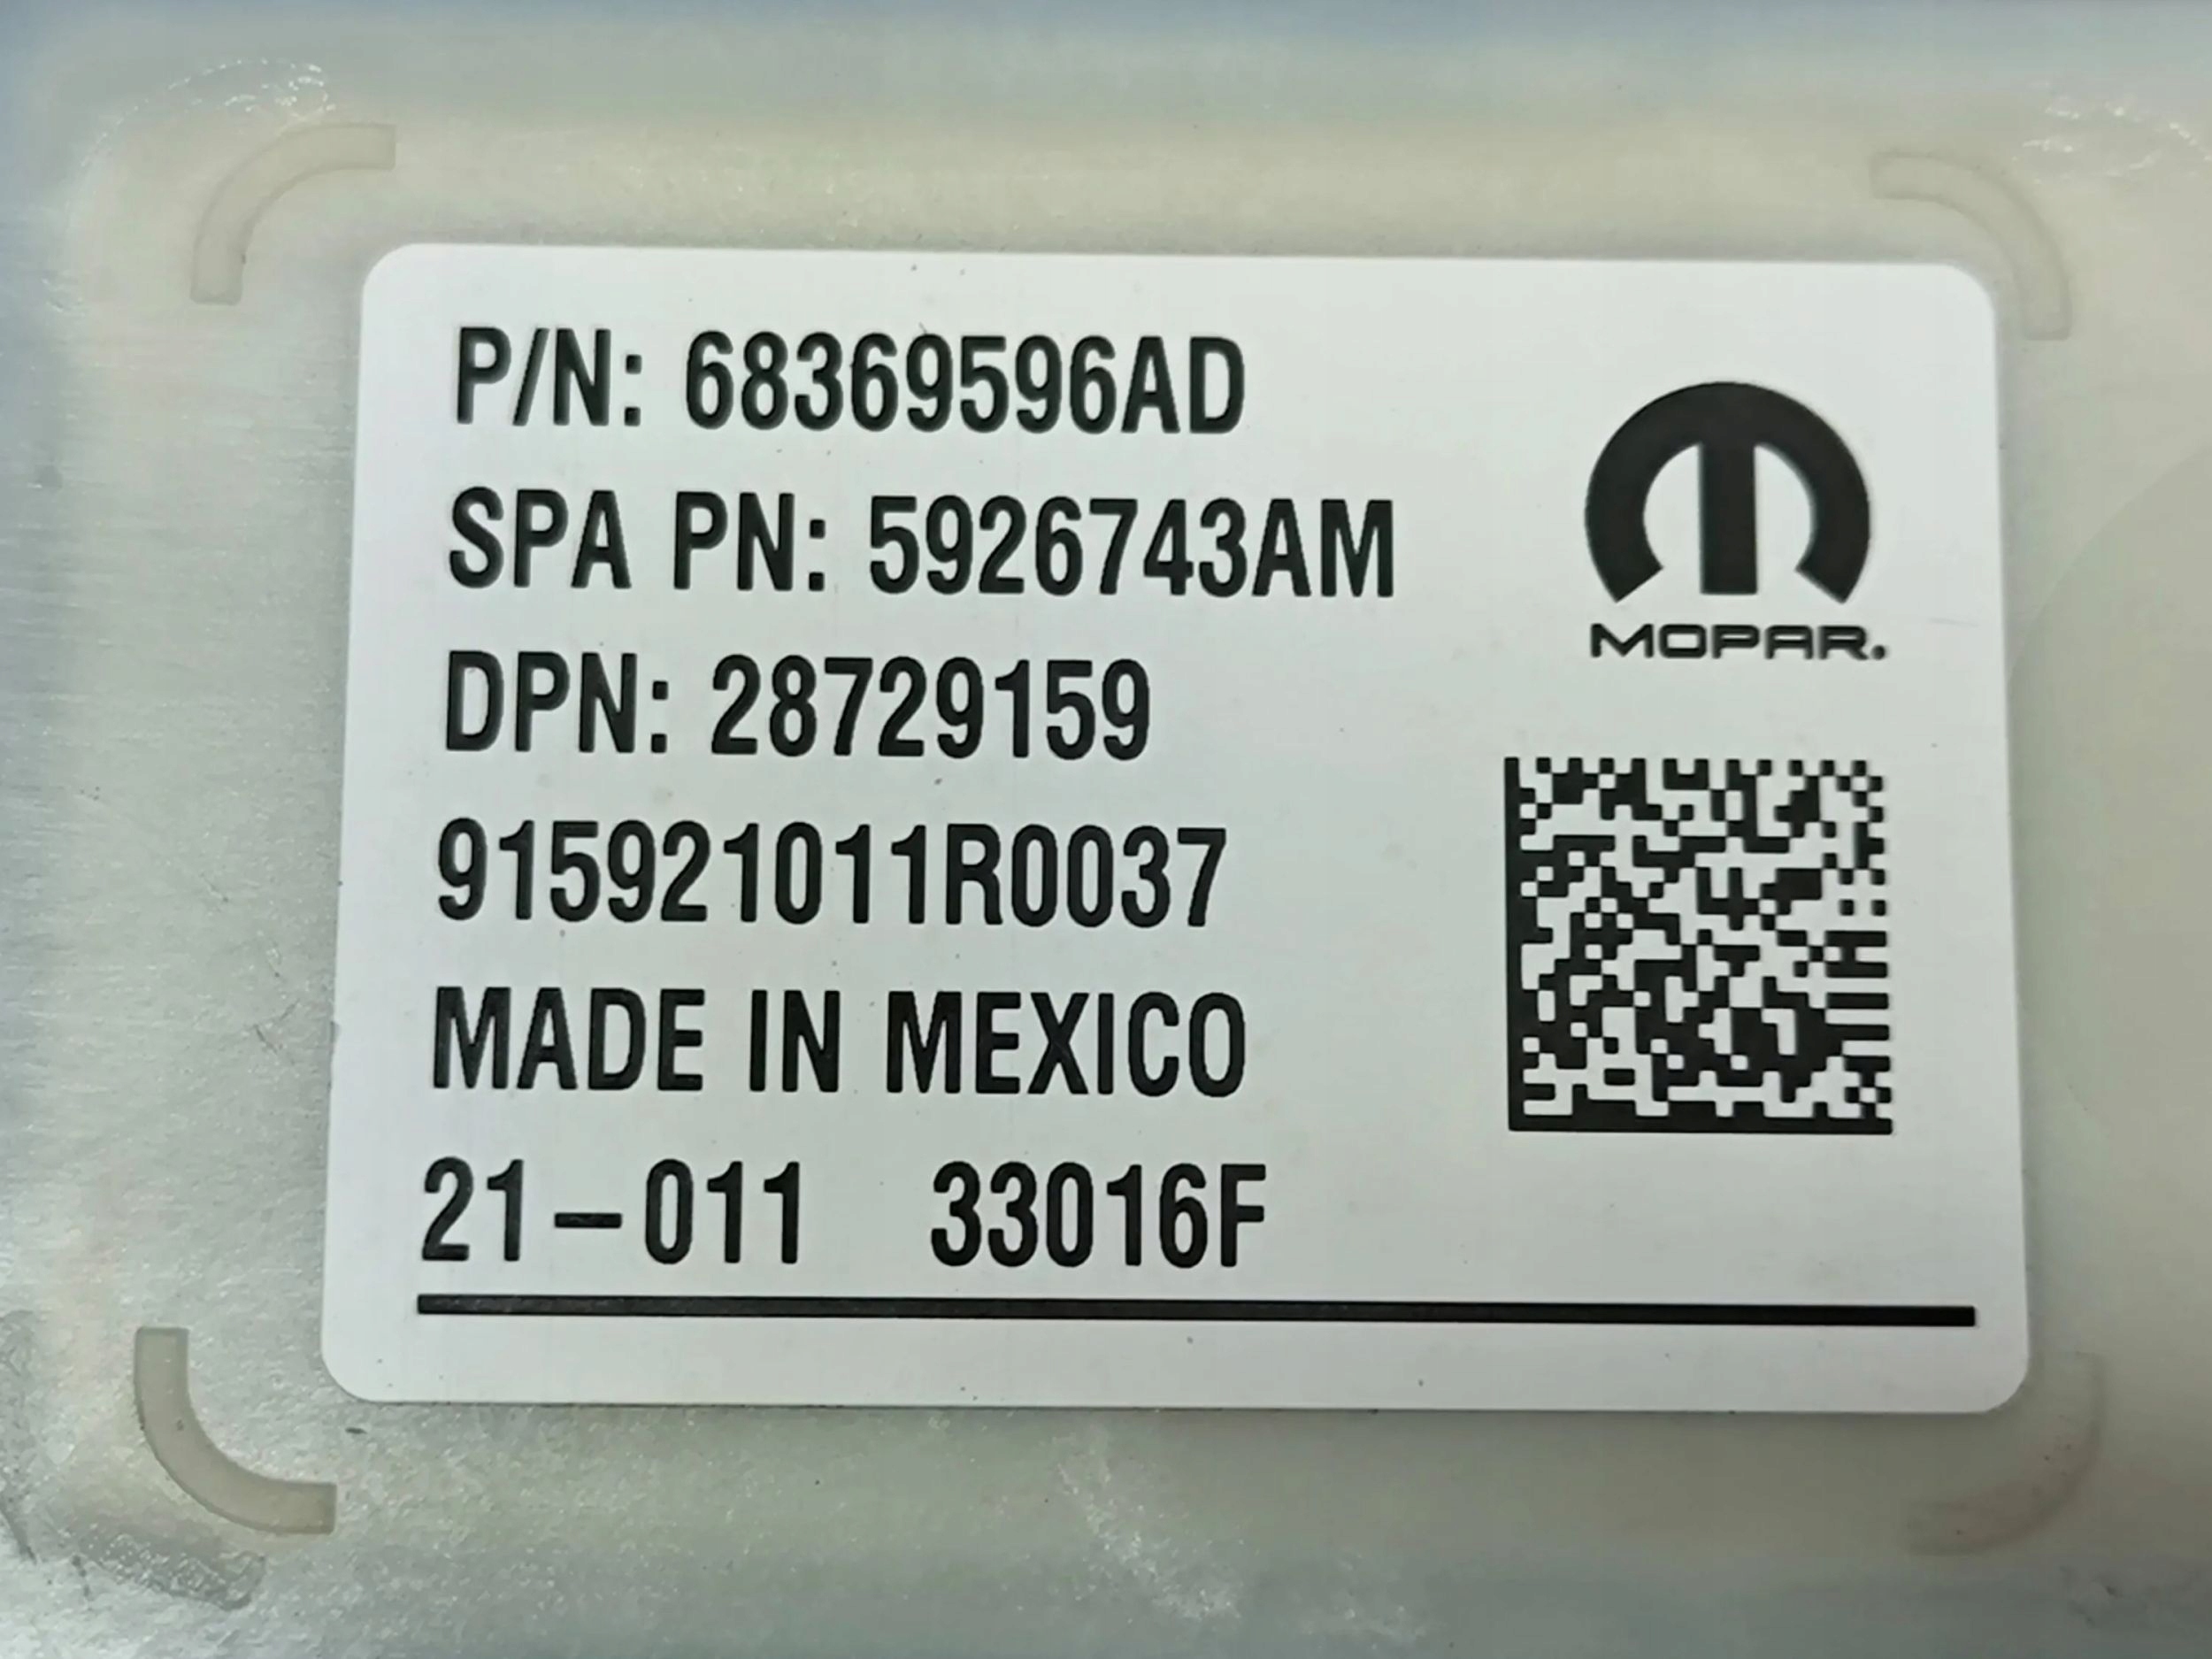 P/N: 68369596AD
SPA PN: 5926743AM
MOPAR.
DPN: 28729159
915921011R0037
MADE IN MEXICO
21-011 33016F